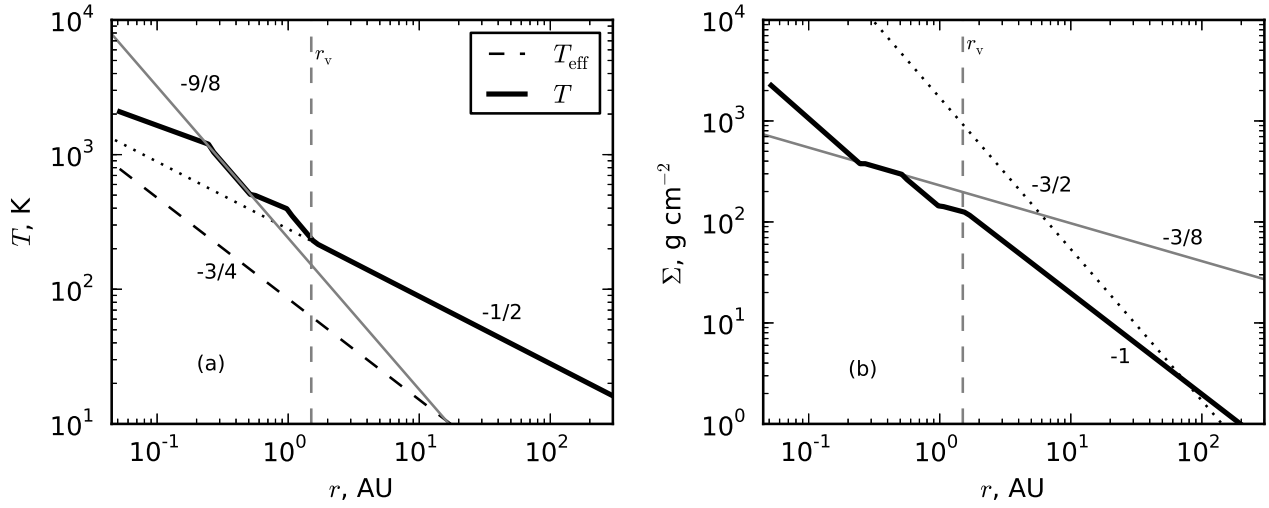 10^4
10^3
10^2
10^1
T, K
-9/8
r_v
T_eff
T
-3/4
-1/2
(a)
10^-1 10^0 10^1 10^2
r, AU
10^4
10^3
10^2
10^1
10^0
Σ, g cm^−2
r_v
-3/2
-3/8
-1
(b)
10^-1 10^0 10^1 10^2
r, AU